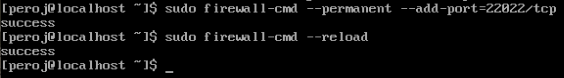 [peroj@localhost ~]$ sudo firewall-cmd --permanent --add-port=22022/tcp
success
[peroj@localhost ~]$ sudo firewall-cmd --reload
success
[peroj@localhost ~]$ _